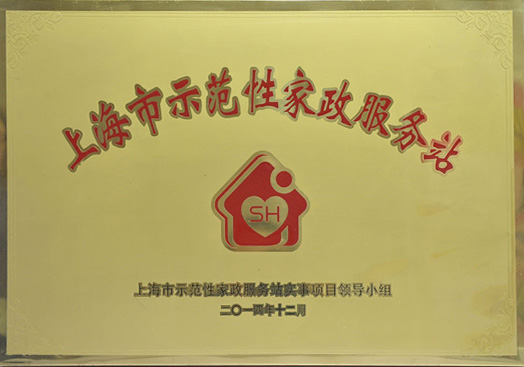 上海市示范性家政服务站
SH
上海市示范性家政服务站实事项目领导小组
二〇一四年十二月